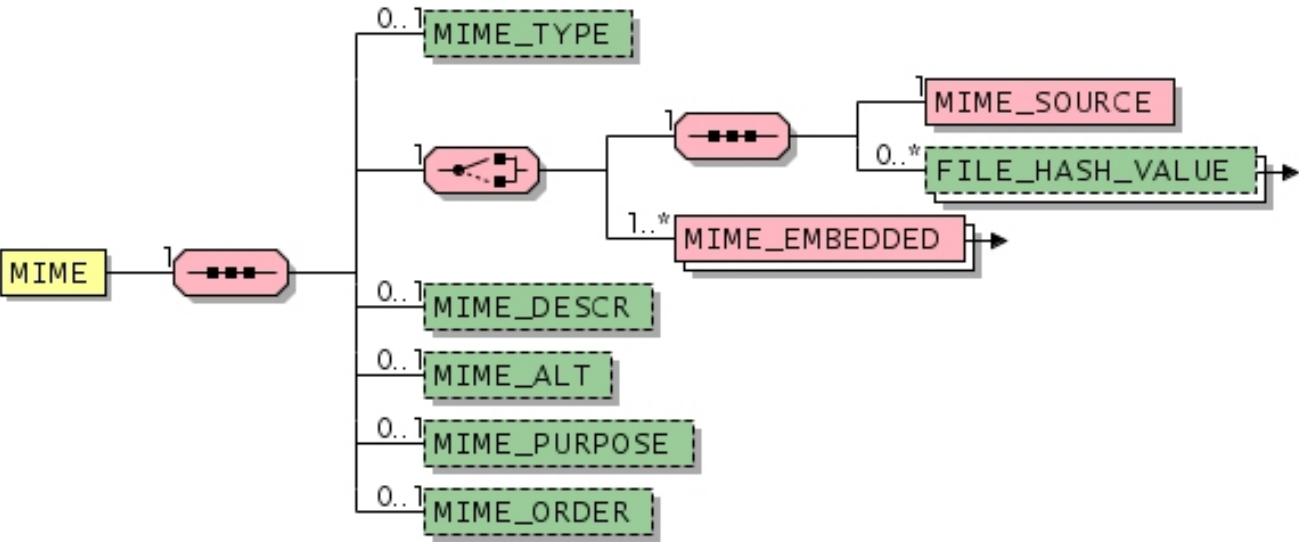 0..1
MIME_TYPE
1
MIME_SOURCE
1
1
0..*
FILE_HASH_VALUE
1..*
MIME_EMBEDDED
1
MIME
0..1
MIME_DESCR
0..1
MIME_ALT
0..1
MIME_PURPOSE
0..1
MIME_ORDER